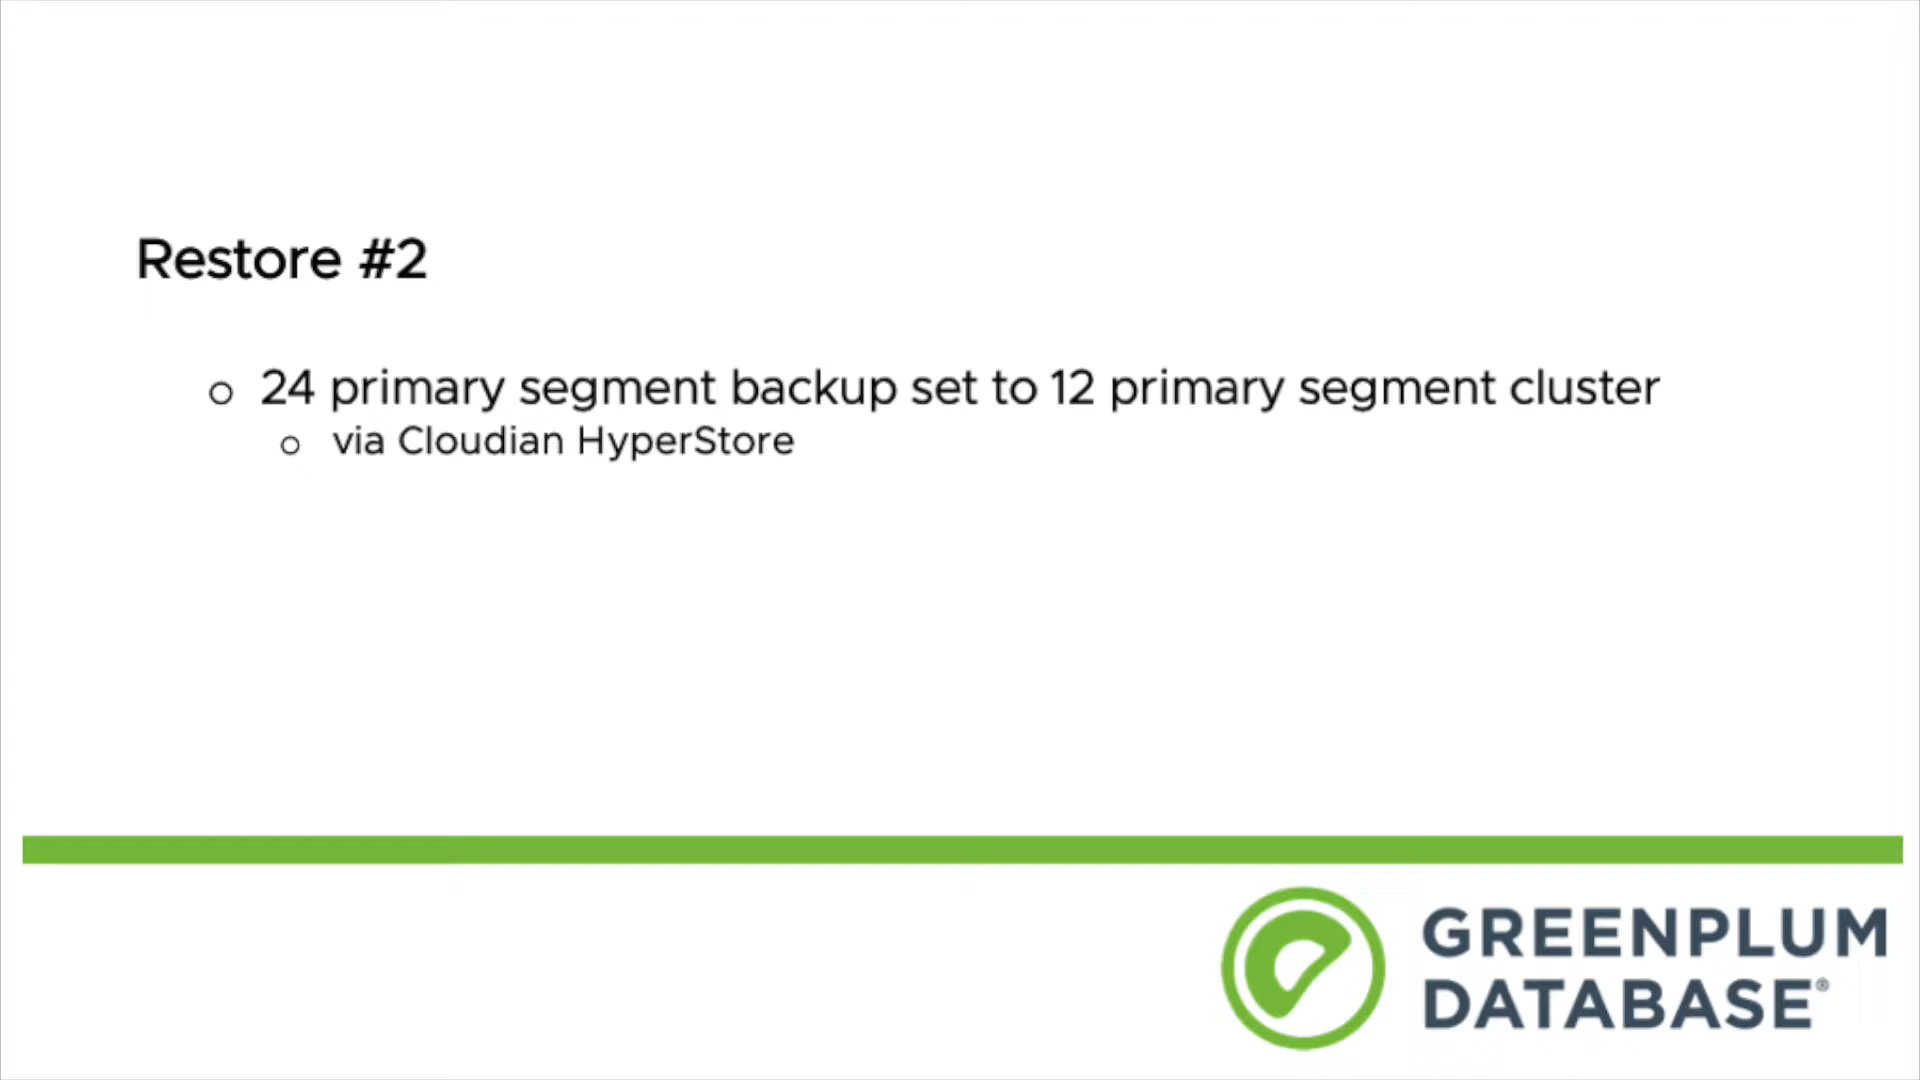 Restore #2
○ 24 primary segment backup set to 12 primary segment cluster
○ via Cloudian HyperStore
GREENPLUM
DATABASE®